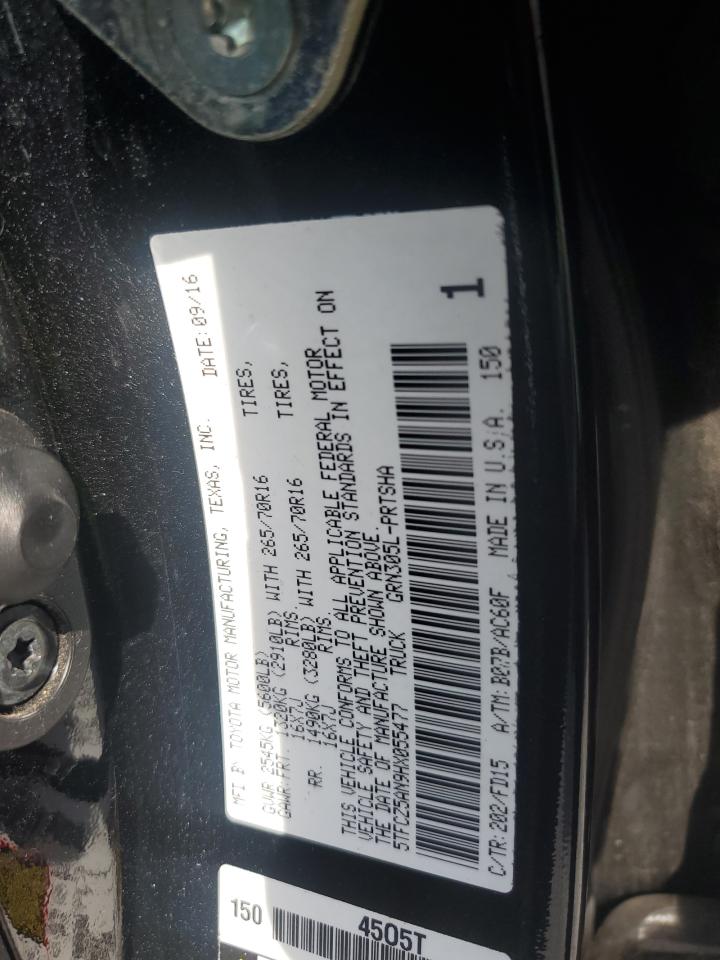 MFD BY TOYOTA MOTOR MANUFACTURING, TEXAS, INC. DATE: 09/16
GVWR 2545KG (5600LB)
GAWR:FRT. 1320KG (2910LB) WITH 265/70R16 TIRES,
16X7J RIMS.
RR. 1490KG (3280LB) WITH 265/70R16 TIRES,
16X7J RIMS.
THIS VEHICLE CONFORMS TO ALL APPLICABLE FEDERAL MOTOR
VEHICLE SAFETY AND THEFT PREVENTION STANDARDS IN EFFECT ON
THE DATE OF MANUFACTURE SHOWN ABOVE.
5TFCZ5AN9HX055477 TRUCK GRN305L-PRTSHA
1
C/TR:202/FD15 A/TM:B07B/AC60F MADE IN U.S.A. 150
150
4505T